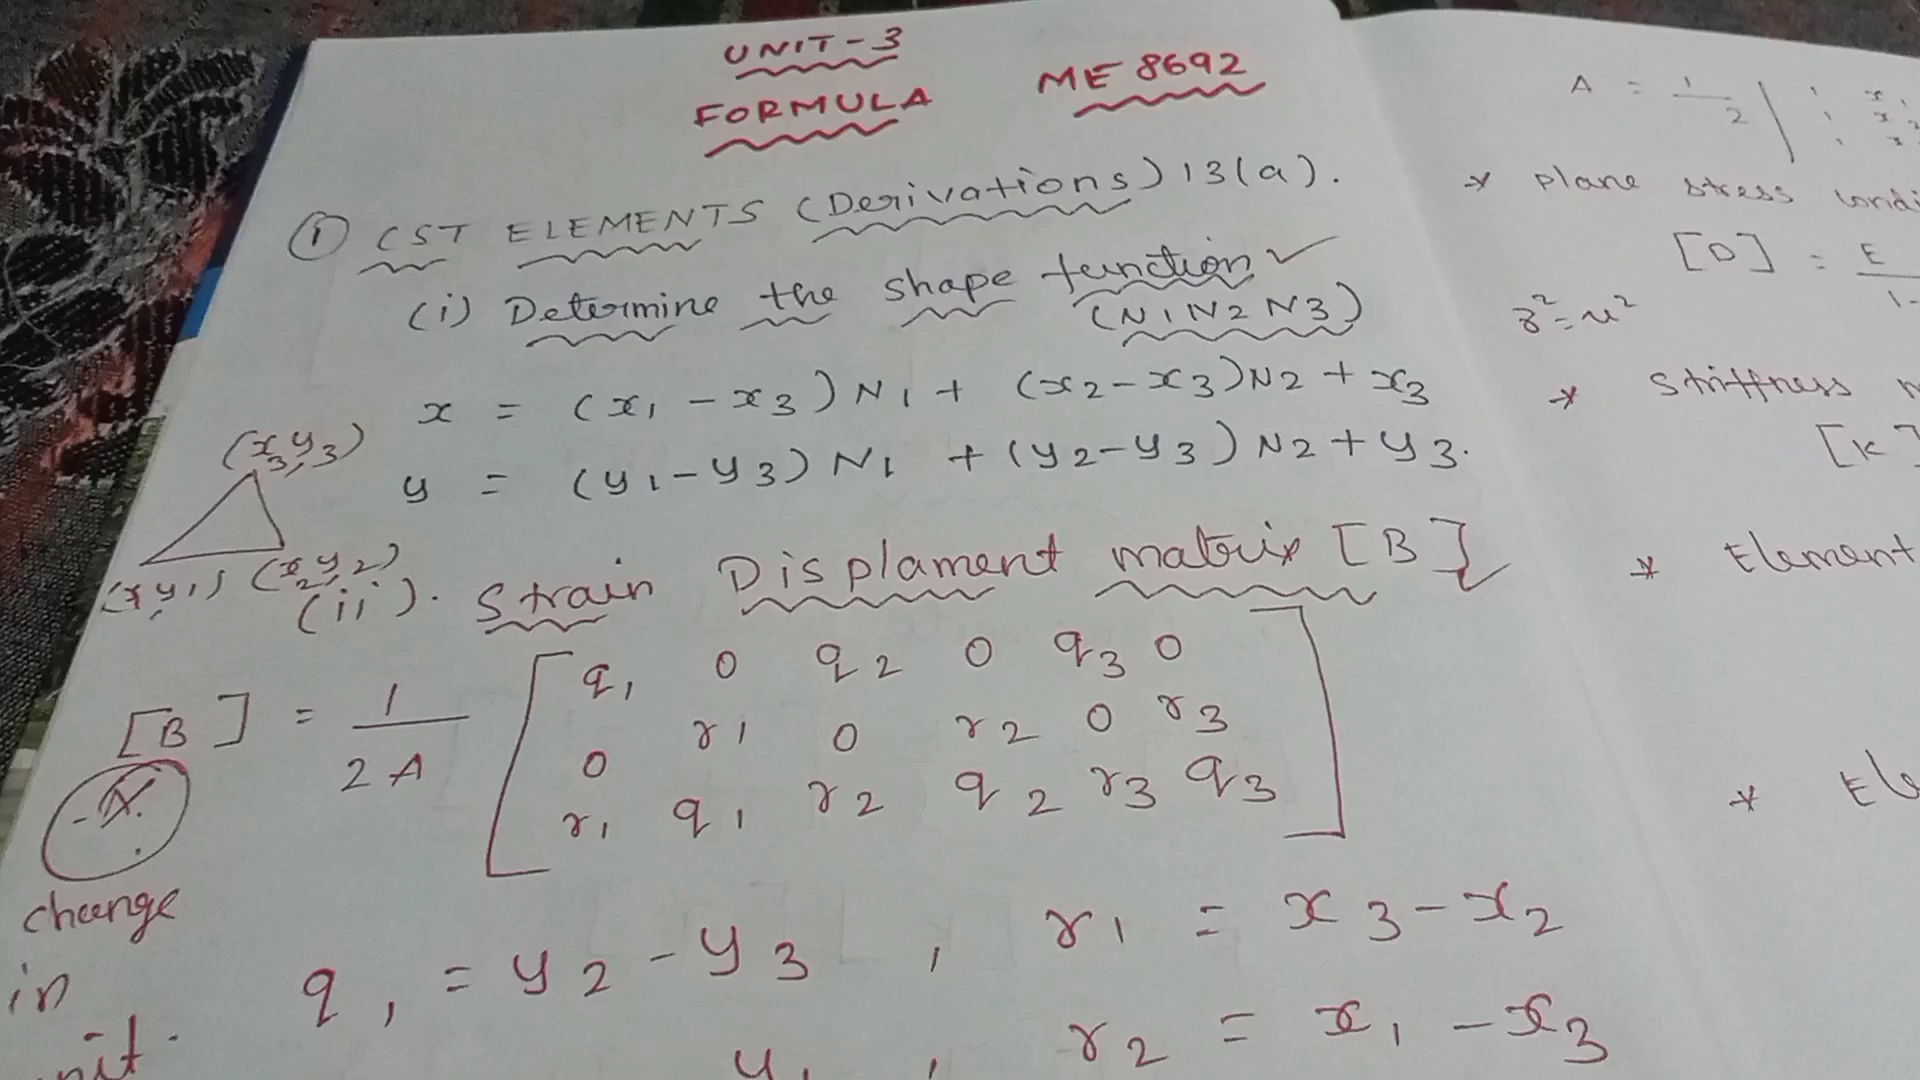 UNIT-3
FORMULA ME 8692
① CST ELEMENTS (Derivations) 13(a).
(i) Determine the shape function ✓
(N1 N2 N3)
x = (x1 - x3) N1 + (x2 - x3) N2 + x3
y = (y1 - y3) N1 + (y2 - y3) N2 + y3.
(x3 y3)
(x1 y1) (x2 y2)
(ii). Strain Displament matrix [B] ✓
[B] = 1/2A
q1 0 q2 0 q3 0
0 r1 0 r2 0 r3
r1 q1 r2 q2 r3 q3
change
in
q1 = y2 - y3 , r1 = x3 - x2
r2 = x1 - x3
A = 1/2
* plane stress
[D] = E
* Stiffness
[K]
* Element
*